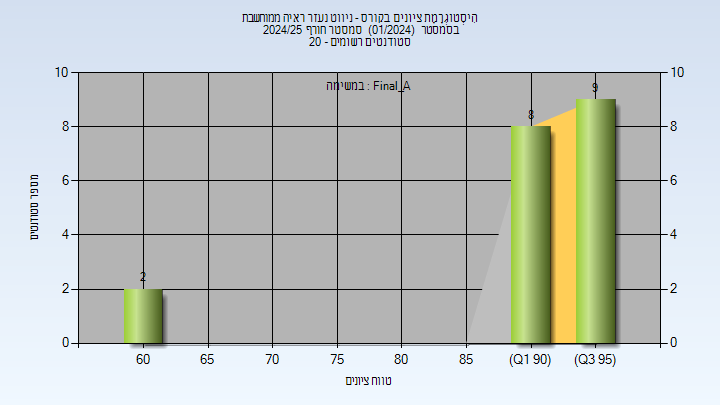 היסטוגרמת ציונים בקורס - ניווט נעזר ראיה ממוחשבת
בסמסטר (01/2024) סמסטר חורף 2024/25
סטודנטים רשומים - 20
במשימה : Final_A
מספר סטודנטים
10 10
8 8
6 6
4 4
2 2
0 0
2 8 9
60 65 70 75 80 85 (Q1 90) (Q3 95)
טווח ציונים